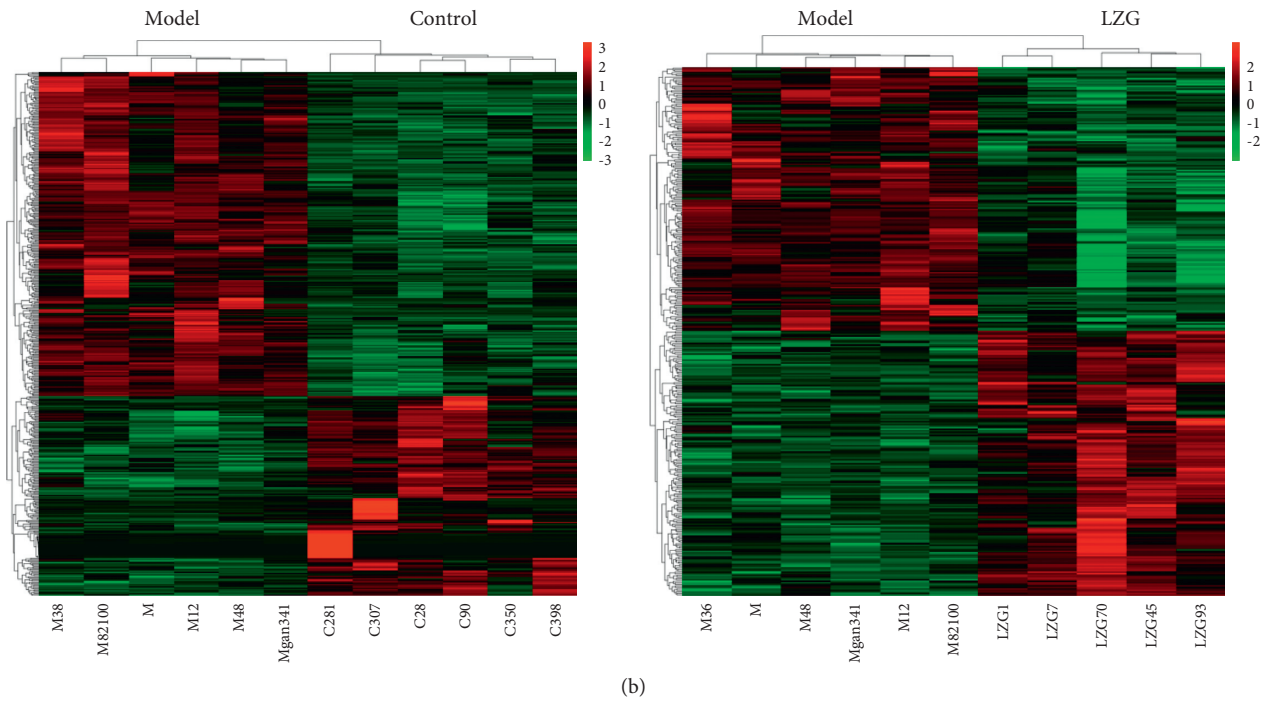 Model Control
3
2
1
0
-1
-2
-3
M38 M82100 M M12 M48 Mgan341 C281 C307 C28 C90 C350 C398
Model LZG
2
1
0
-1
-2
M36 M M48 Mgan341 M12 M82100 LZG1 LZG7 LZG70 LZG45 LZG93
(b)